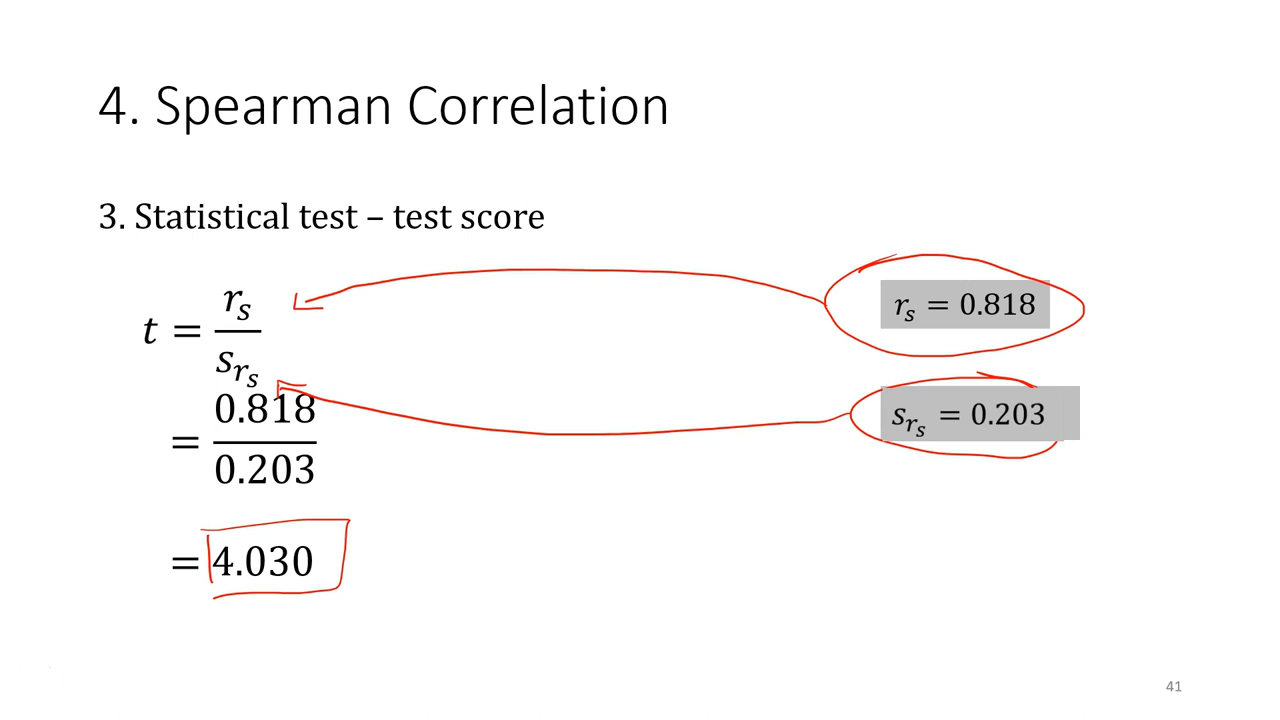 4. Spearman Correlation
3. Statistical test – test score
t = r_s / s_{r_s}
r_s = 0.818
= 0.818 / 0.203
s_{r_s} = 0.203
= 4.030
41